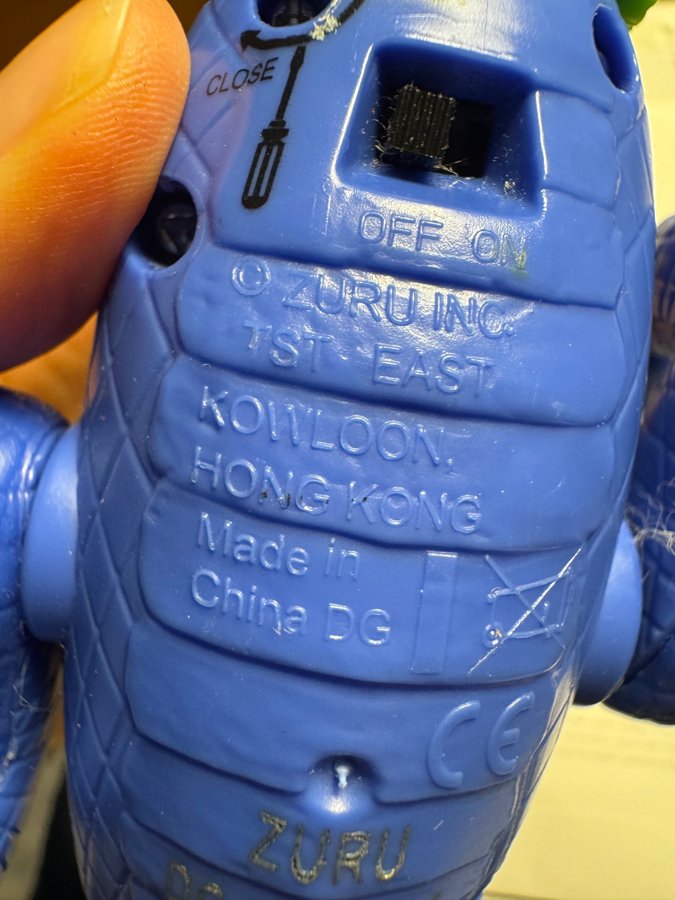 CLOSE
OFF ON
© ZURU INC.
TST EAST
KOWLOON,
HONG KONG
Made in
China DG
CE
ZURU